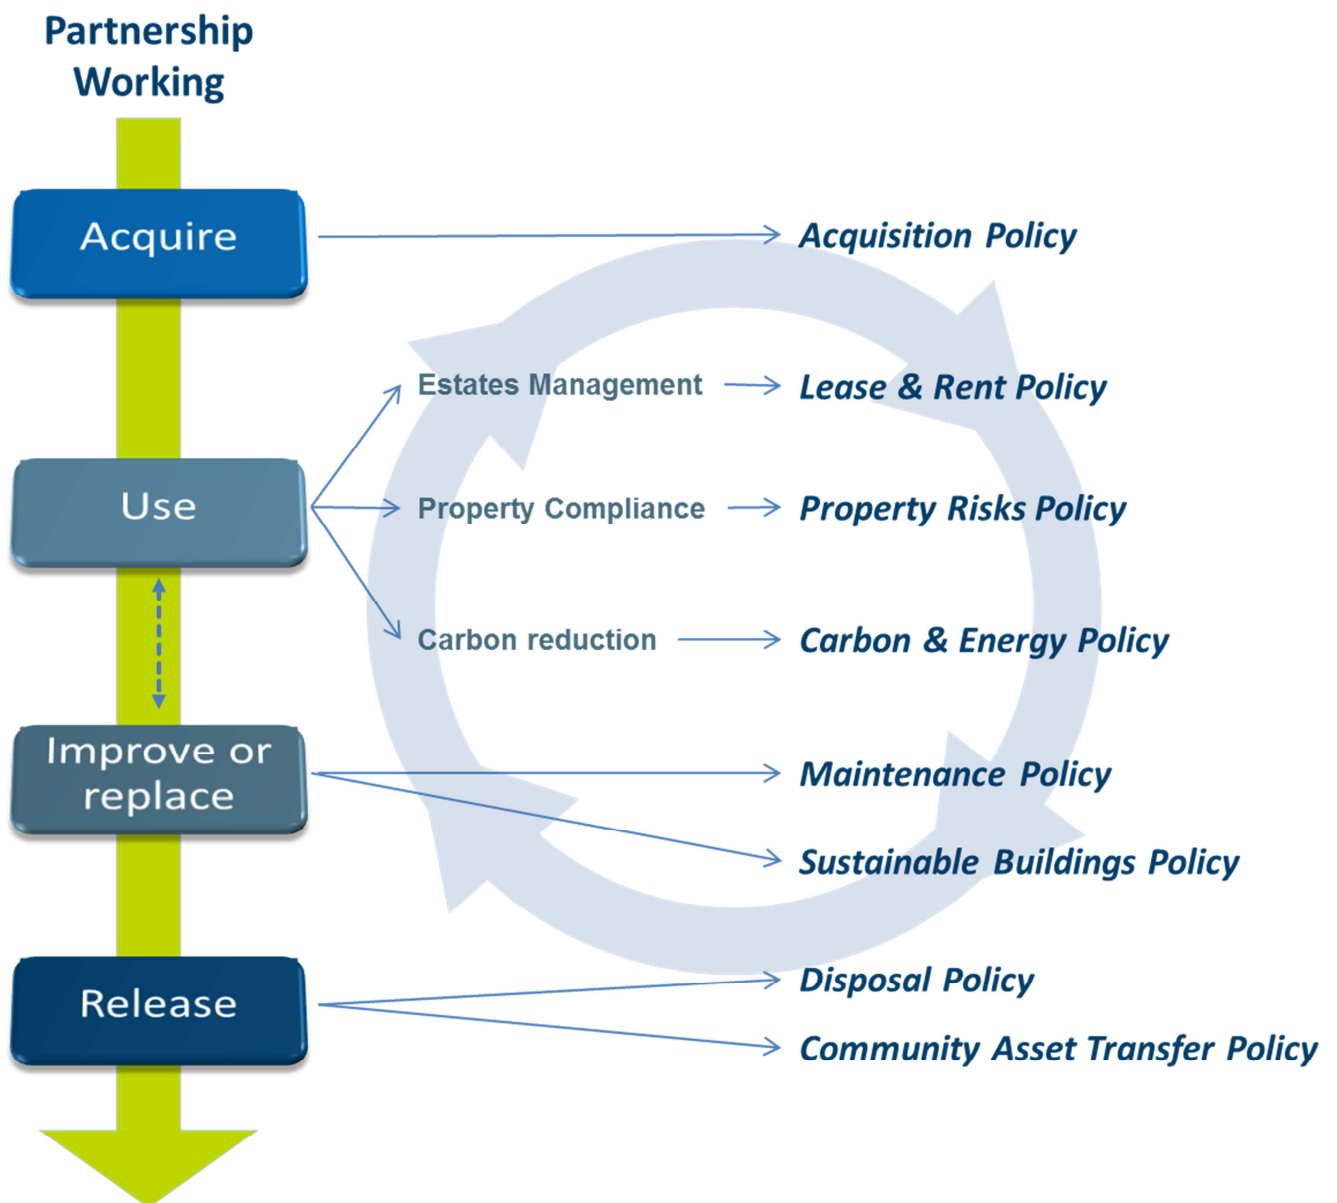 Partnership
Working
Acquire
Acquisition Policy
Estates Management
Lease & Rent Policy
Use
Property Compliance
Property Risks Policy
Carbon reduction
Carbon & Energy Policy
Improve or
replace
Maintenance Policy
Sustainable Buildings Policy
Release
Disposal Policy
Community Asset Transfer Policy